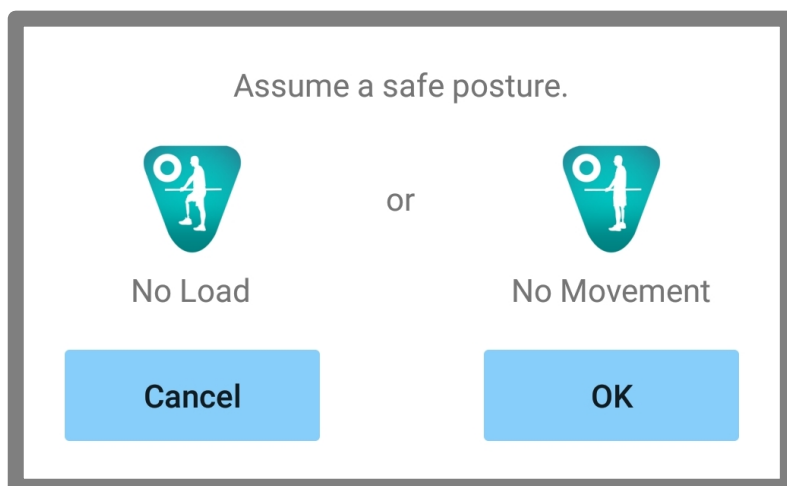 Assume a safe posture.
or
No Load
No Movement
Cancel
OK